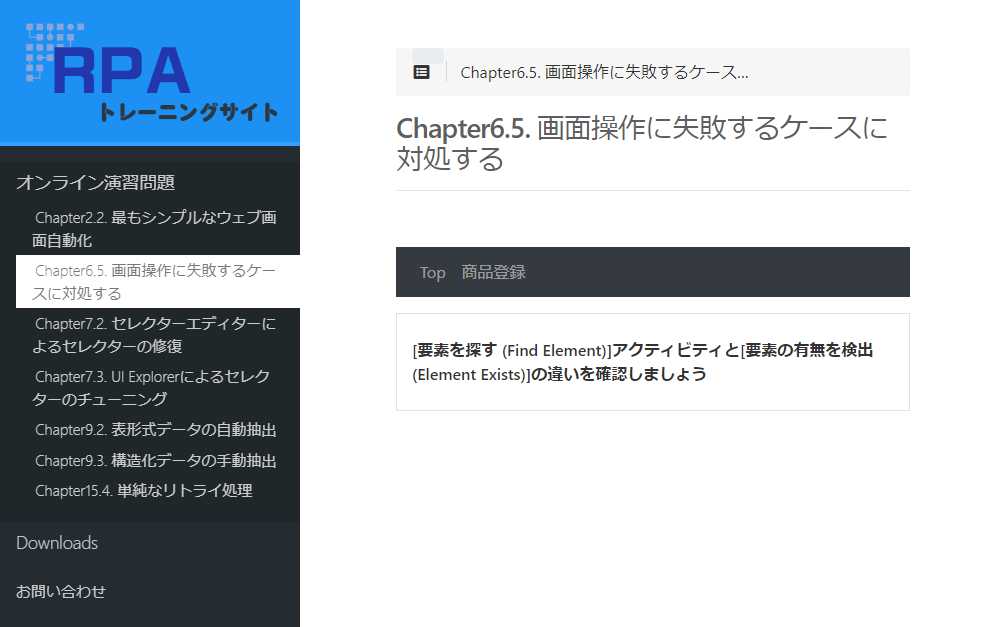 RPA
トレーニングサイト
オンライン演習問題
Chapter2.2. 最もシンプルなウェブ画
面自動化
Chapter6.5. 画面操作に失敗するケー
スに対処する
Chapter7.2. セレクターエディターに
よるセレクターの修復
Chapter7.3. UI Explorerによるセレク
ターのチューニング
Chapter9.2. 表形式データの自動抽出
Chapter9.3. 構造化データの手動抽出
Chapter15.4. 単純なリトライ処理
Downloads
お問い合わせ
Chapter6.5. 画面操作に失敗するケース...
Chapter6.5. 画面操作に失敗するケースに
対処する
Top 商品登録
[要素を探す (Find Element)]アクティビティと[要素の有無を検出
(Element Exists)]の違いを確認しましょう